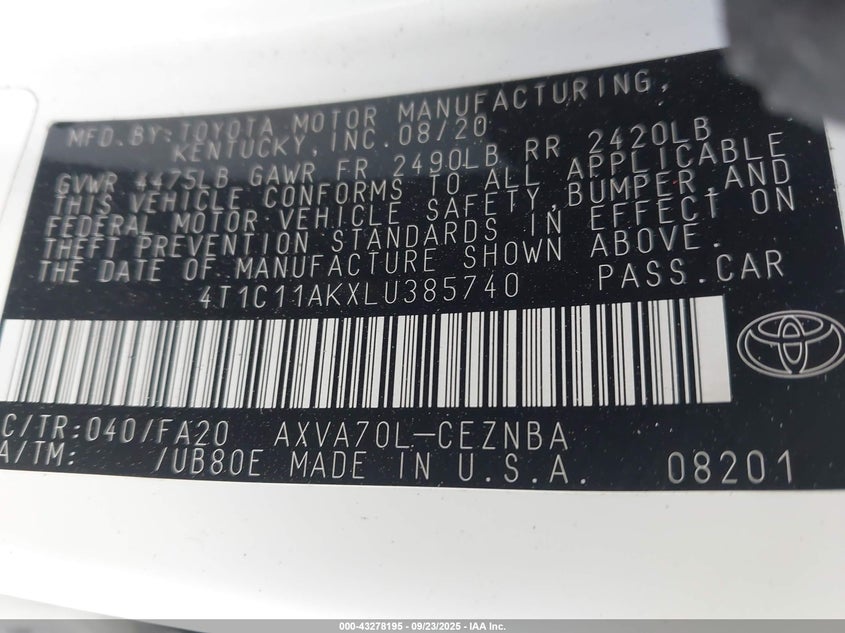 MFD. BY: TOYOTA MOTOR MANUFACTURING,
KENTUCKY, INC. 08/20
GVWR 4475LB GAWR FR 2490LB RR 2420LB
THIS VEHICLE CONFORMS TO ALL APPLICABLE
FEDERAL MOTOR VEHICLE SAFETY, BUMPER, AND
THEFT PREVENTION STANDARDS IN EFFECT ON
THE DATE OF MANUFACTURE SHOWN ABOVE.
4T1C11AKXLU385740 PASS. CAR
C/TR: 040/FA20 AXVA70L-CEZNBA
A/TM: /UB80E MADE IN U.S.A. 08201
000-43278195 - 09/23/2025 - IAA Inc.